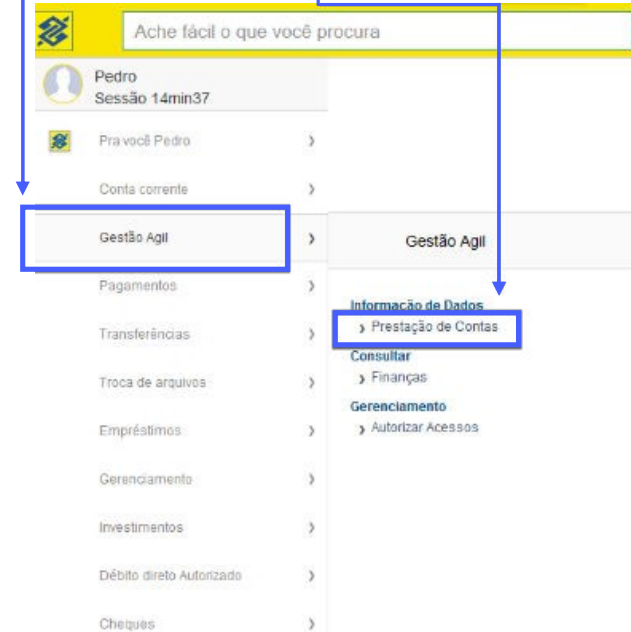 Ache fácil o que você procura
Pedro
Sessão 14min37
Pra você Pedro
Conta corrente
Gestão Agil
Pagamentos
Transferências
Troca de arquivos
Empréstimos
Gerenciamento
Investimentos
Débito direto Autorizado
Cheques
Gestão Agil
Informação de Dados
Prestação de Contas
Consultar
Finanças
Gerenciamento
Autorizar Acessos